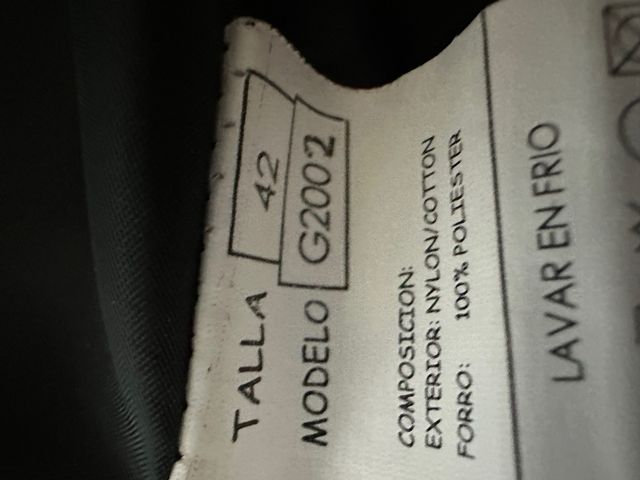 TALLA 42
MODELO G2002
COMPOSICION:
EXTERIOR: NYLON/COTTON
FORRO: 100% POLIESTER
LAVAR EN FRIO